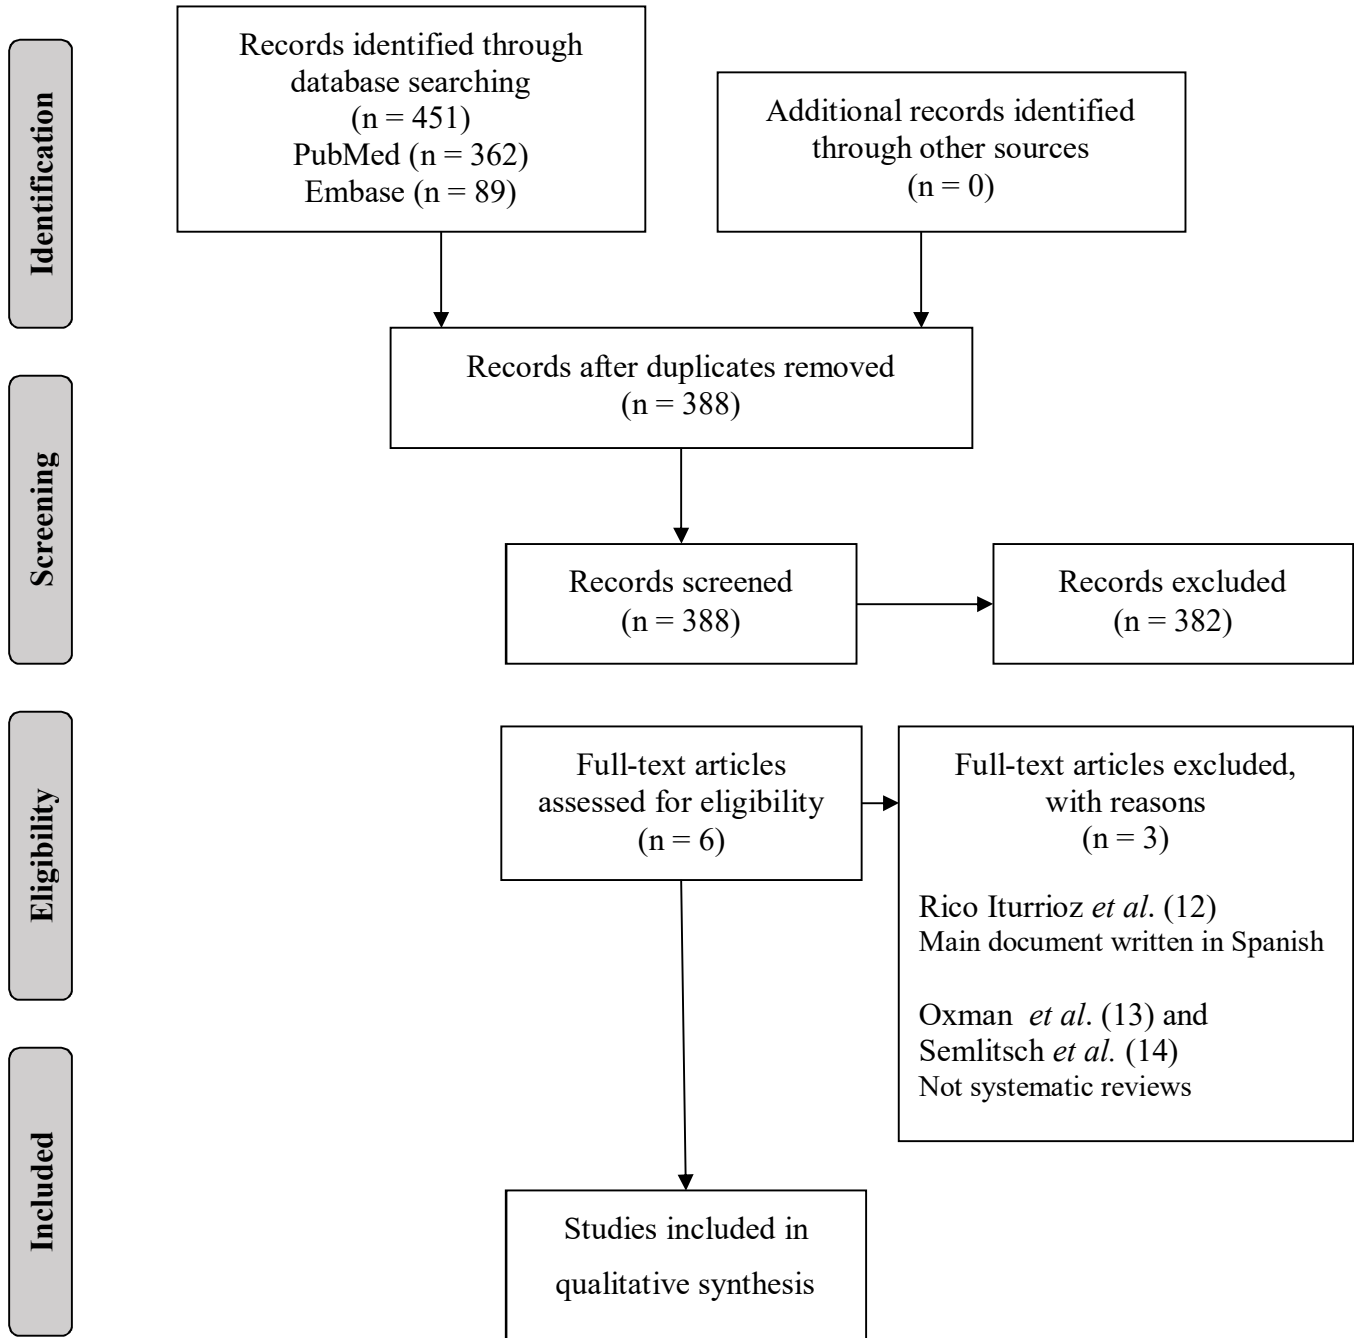 Identification
Records identified through
database searching
(n = 451)
PubMed (n = 362)
Embase (n = 89)
Additional records identified
through other sources
(n = 0)
Records after duplicates removed
(n = 388)
Screening
Records screened
(n = 388)
Records excluded
(n = 382)
Eligibility
Full-text articles
assessed for eligibility
(n = 6)
Full-text articles excluded,
with reasons
(n = 3)
Rico Iturrioz et al. (12)
Main document written in Spanish
Oxman et al. (13) and
Semlitsch et al. (14)
Not systematic reviews
Included
Studies included in
qualitative synthesis